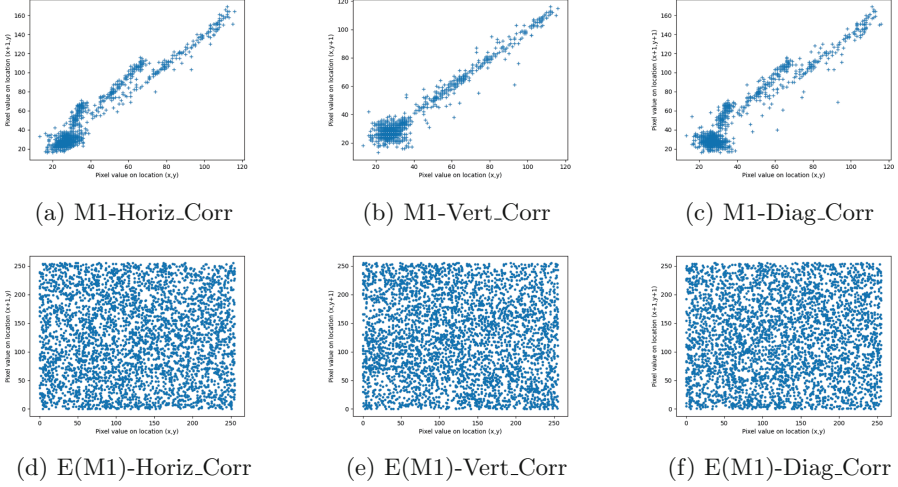 160
140
120
100
80
60
40
20
20 40 60 80 100 120
Pixel value on location (x+1,y)
Pixel value on location (x,y)
(a) M1-Horiz_Corr
160
140
120
100
80
60
40
20
20 40 60 80 100 120
Pixel value on location (x,y+1)
Pixel value on location (x,y)
(b) M1-Vert_Corr
160
140
120
100
80
60
40
20
20 40 60 80 100 120
Pixel value on location (x+1,y+1)
Pixel value on location (x,y)
(c) M1-Diag_Corr
250
200
150
100
50
0
0 50 100 150 200 250
Pixel value on location (x+1,y)
Pixel value on location (x,y)
(d) E(M1)-Horiz_Corr
250
200
150
100
50
0
0 50 100 150 200 250
Pixel value on location (x,y+1)
Pixel value on location (x,y)
(e) E(M1)-Vert_Corr
250
200
150
100
50
0
0 50 100 150 200 250
Pixel value on location (x+1,y+1)
Pixel value on location (x,y)
(f) E(M1)-Diag_Corr